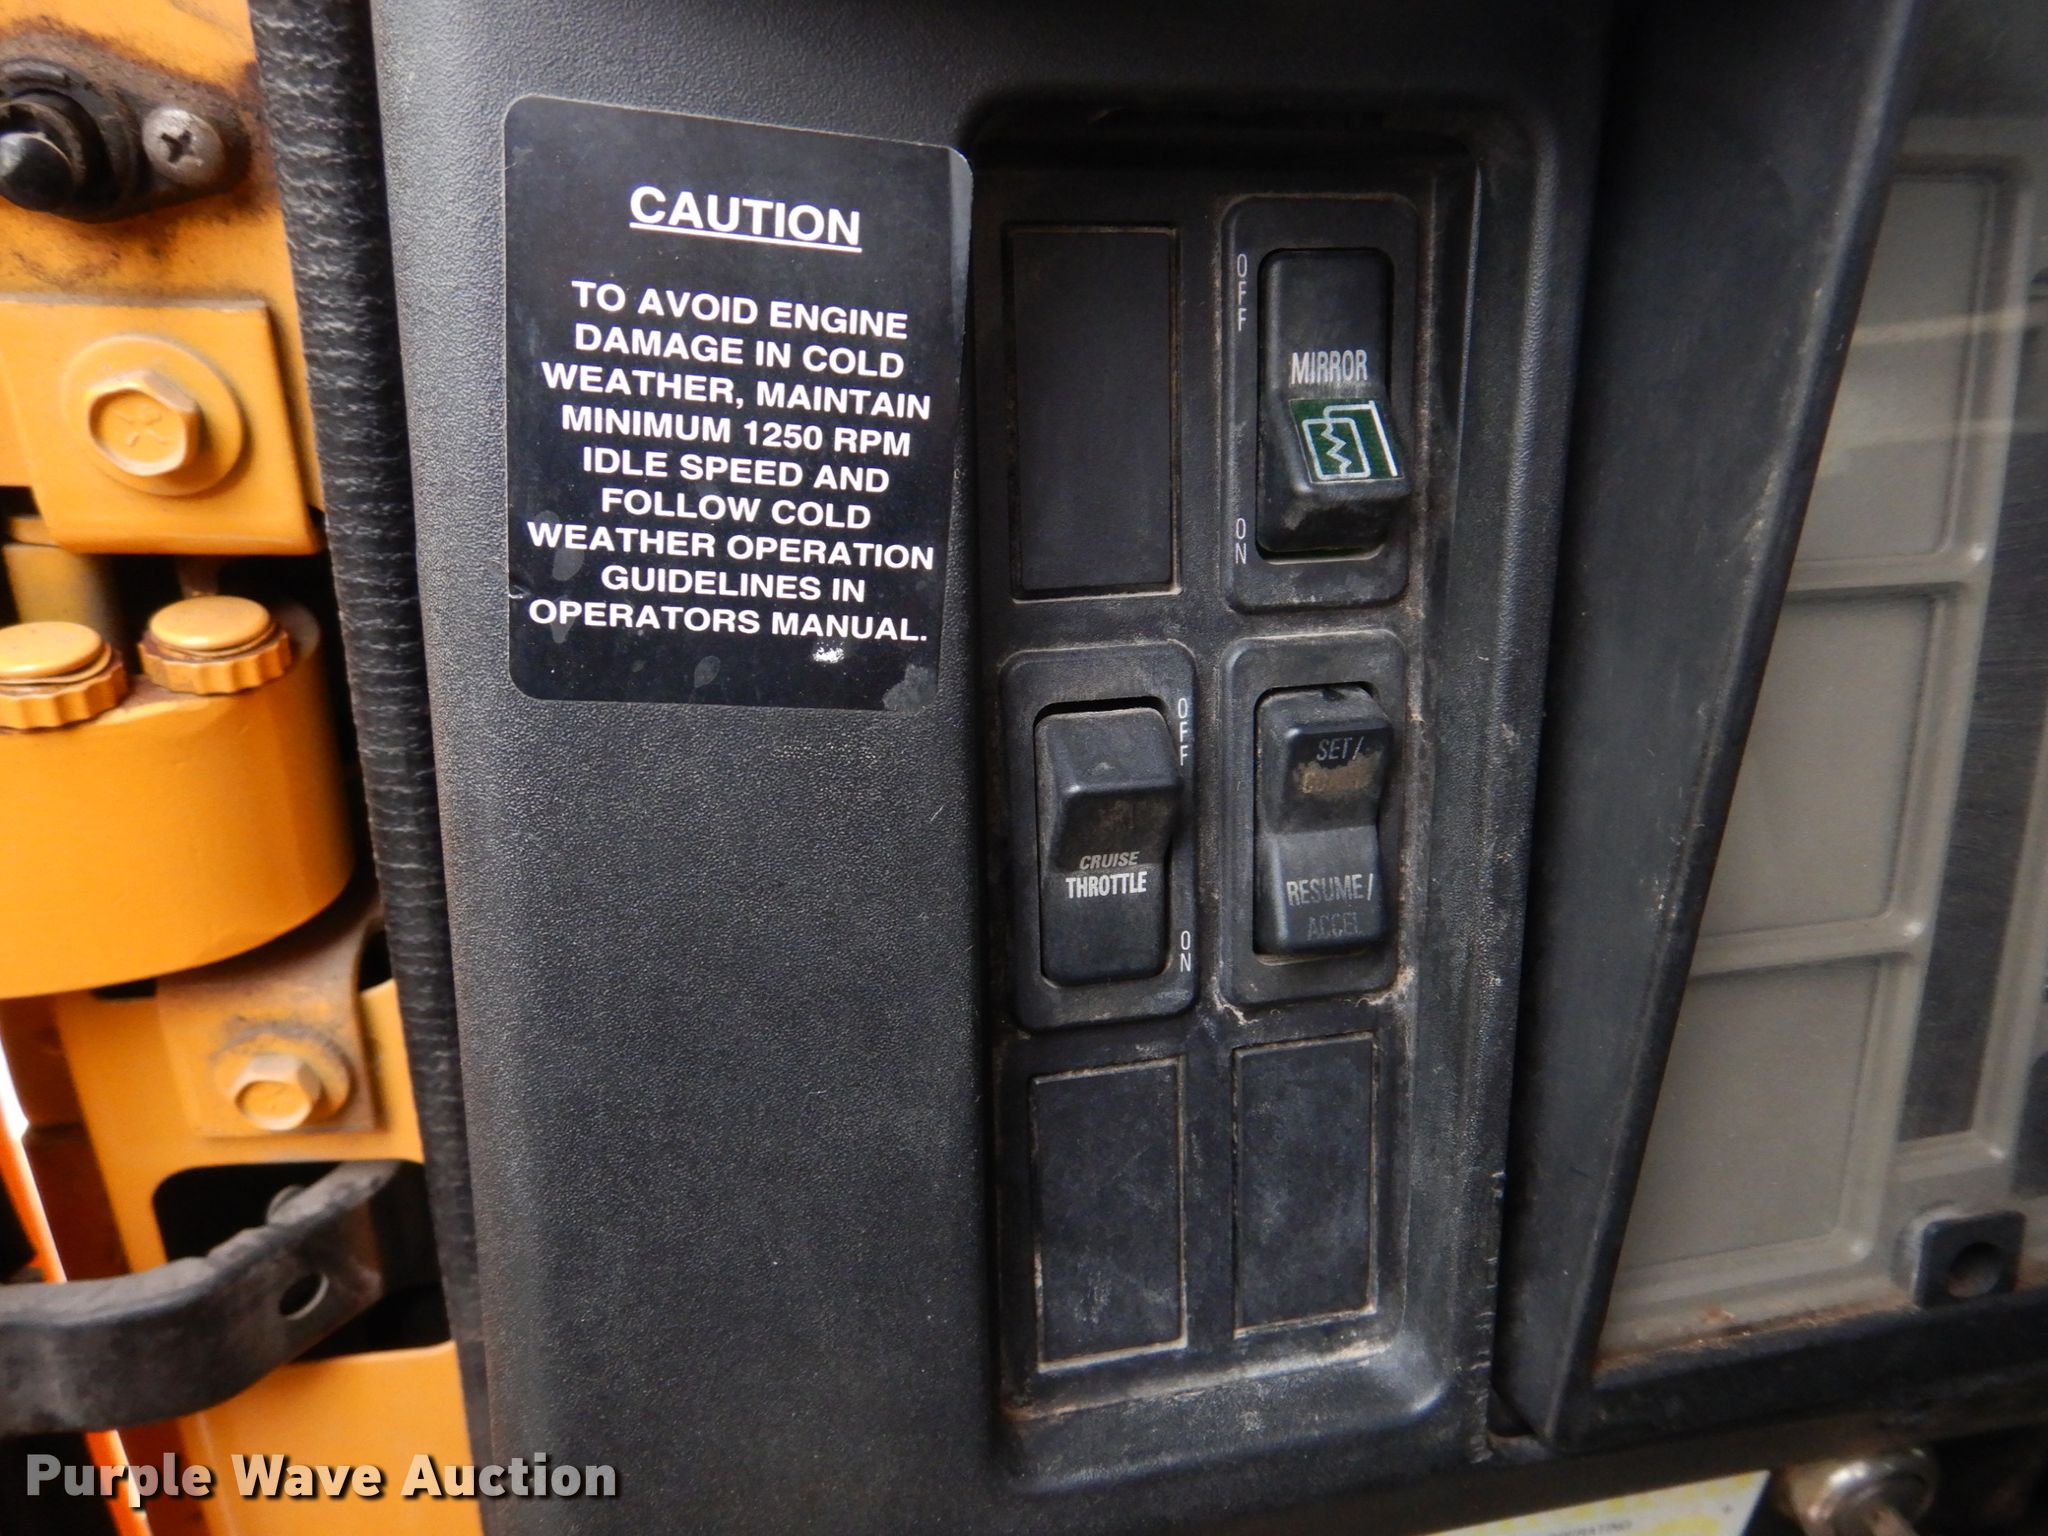 CAUTION
TO AVOID ENGINE
DAMAGE IN COLD
WEATHER, MAINTAIN
MINIMUM 1250 RPM
IDLE SPEED AND
FOLLOW COLD
WEATHER OPERATION
GUIDELINES IN
OPERATORS MANUAL.
OFF
MIRROR
ON
OFF
CRUISE
THROTTLE
ON
SET/
RESUME/
ACCEL
Purple Wave Auction